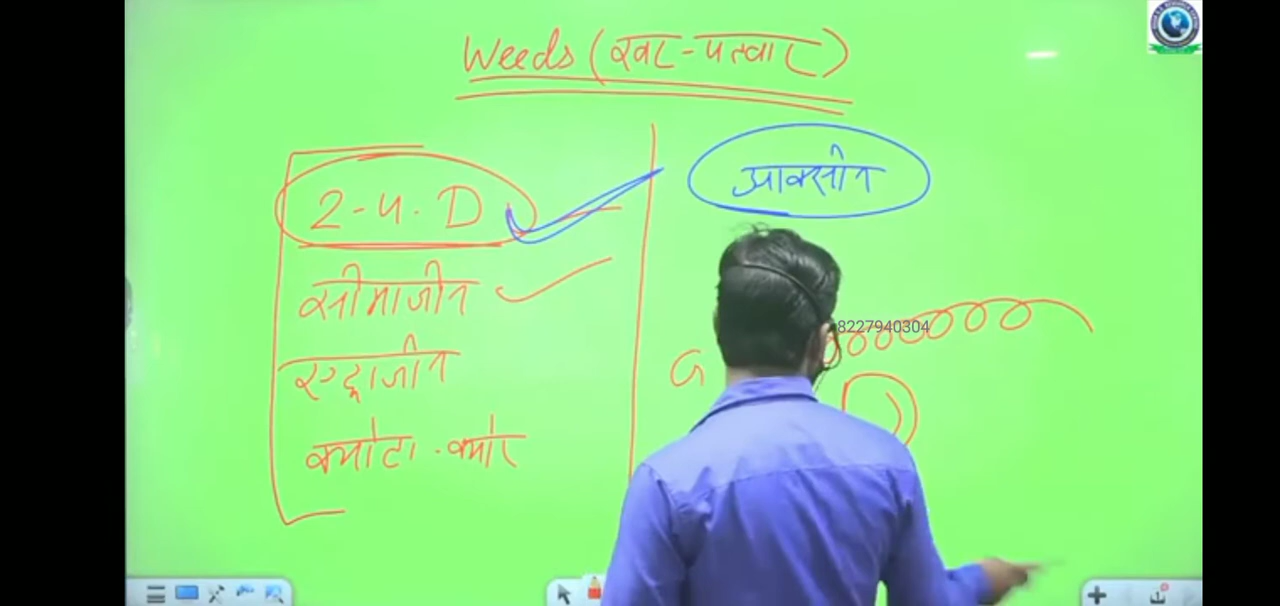 Weeds (खर-पतवार)
2-4.D
सीमाजीन
एट्राजीन
क्लोटा.क्लोर
आक्सीन
8227940304